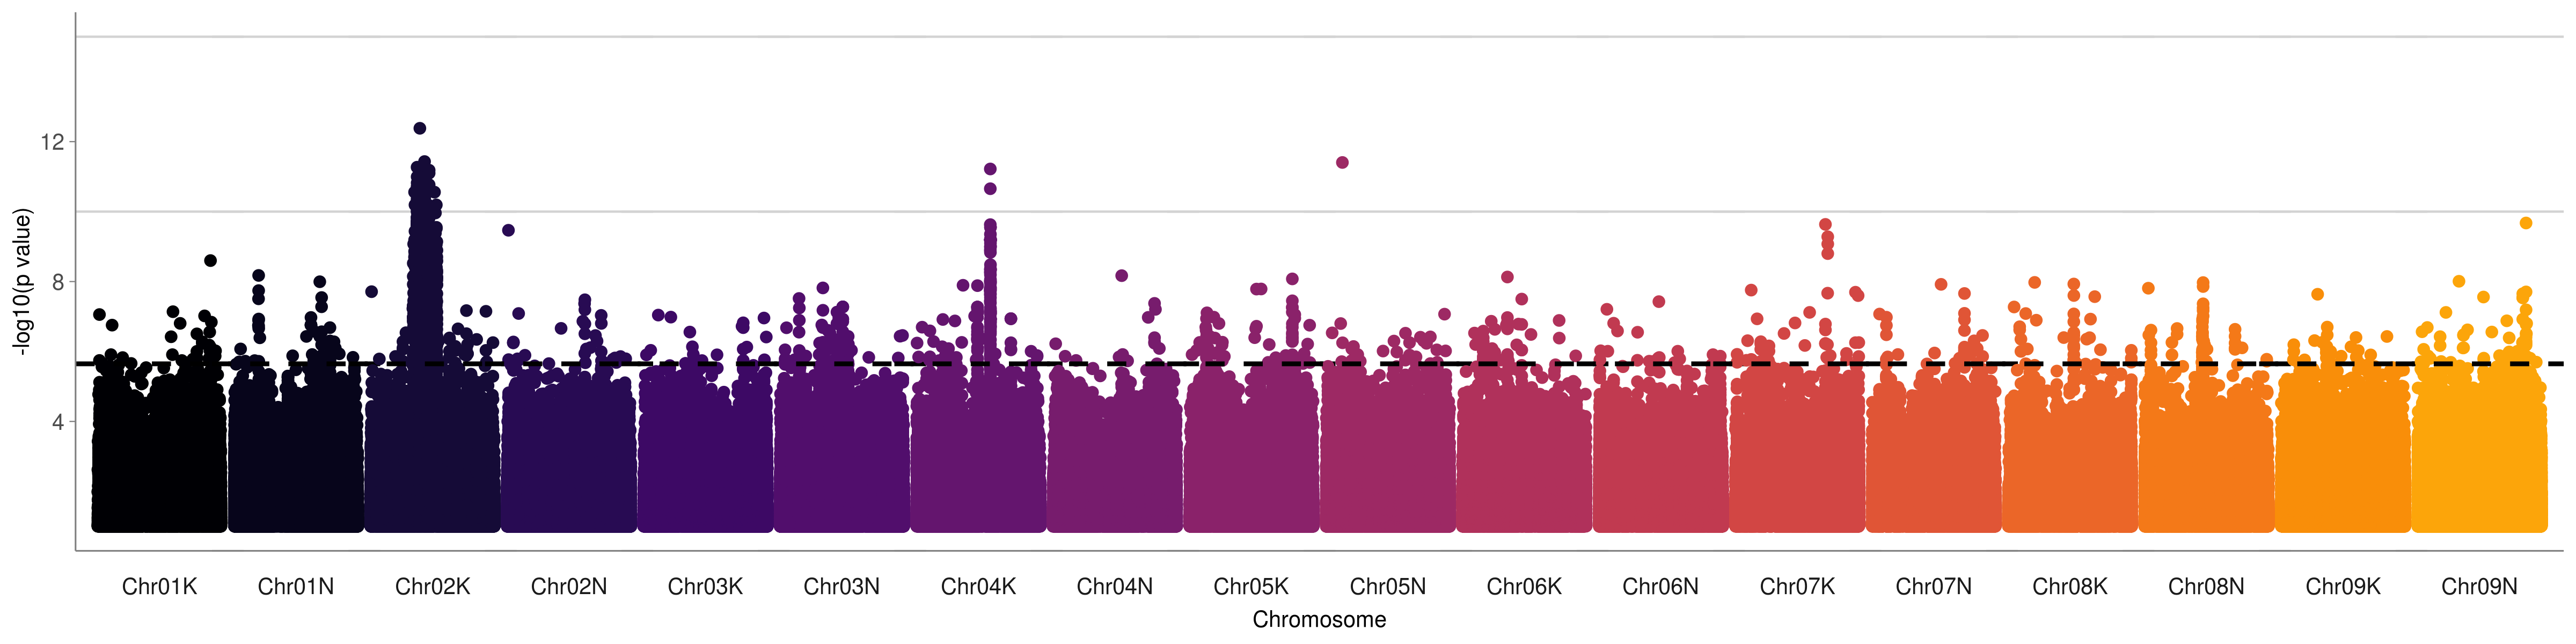 -log10(p value)
12
8
4
Chr01K Chr01N Chr02K Chr02N Chr03K Chr03N Chr04K Chr04N Chr05K Chr05N Chr06K Chr06N Chr07K Chr07N Chr08K Chr08N Chr09K Chr09N
Chromosome